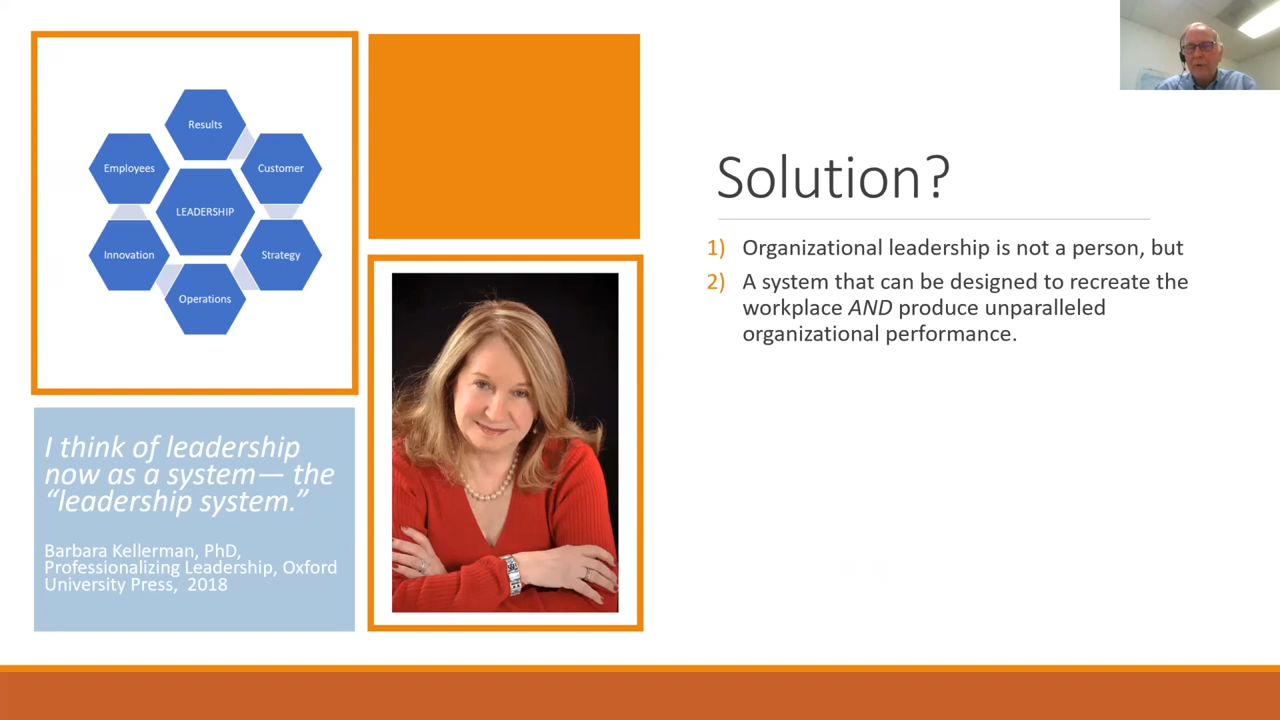 Results
Employees
Customer
LEADERSHIP
Innovation
Strategy
Operations
I think of leadership
now as a system— the
“leadership system.”
Barbara Kellerman, PhD,
Professionalizing Leadership, Oxford
University Press, 2018
Solution?
1) Organizational leadership is not a person, but
2) A system that can be designed to recreate the
workplace AND produce unparalleled
organizational performance.